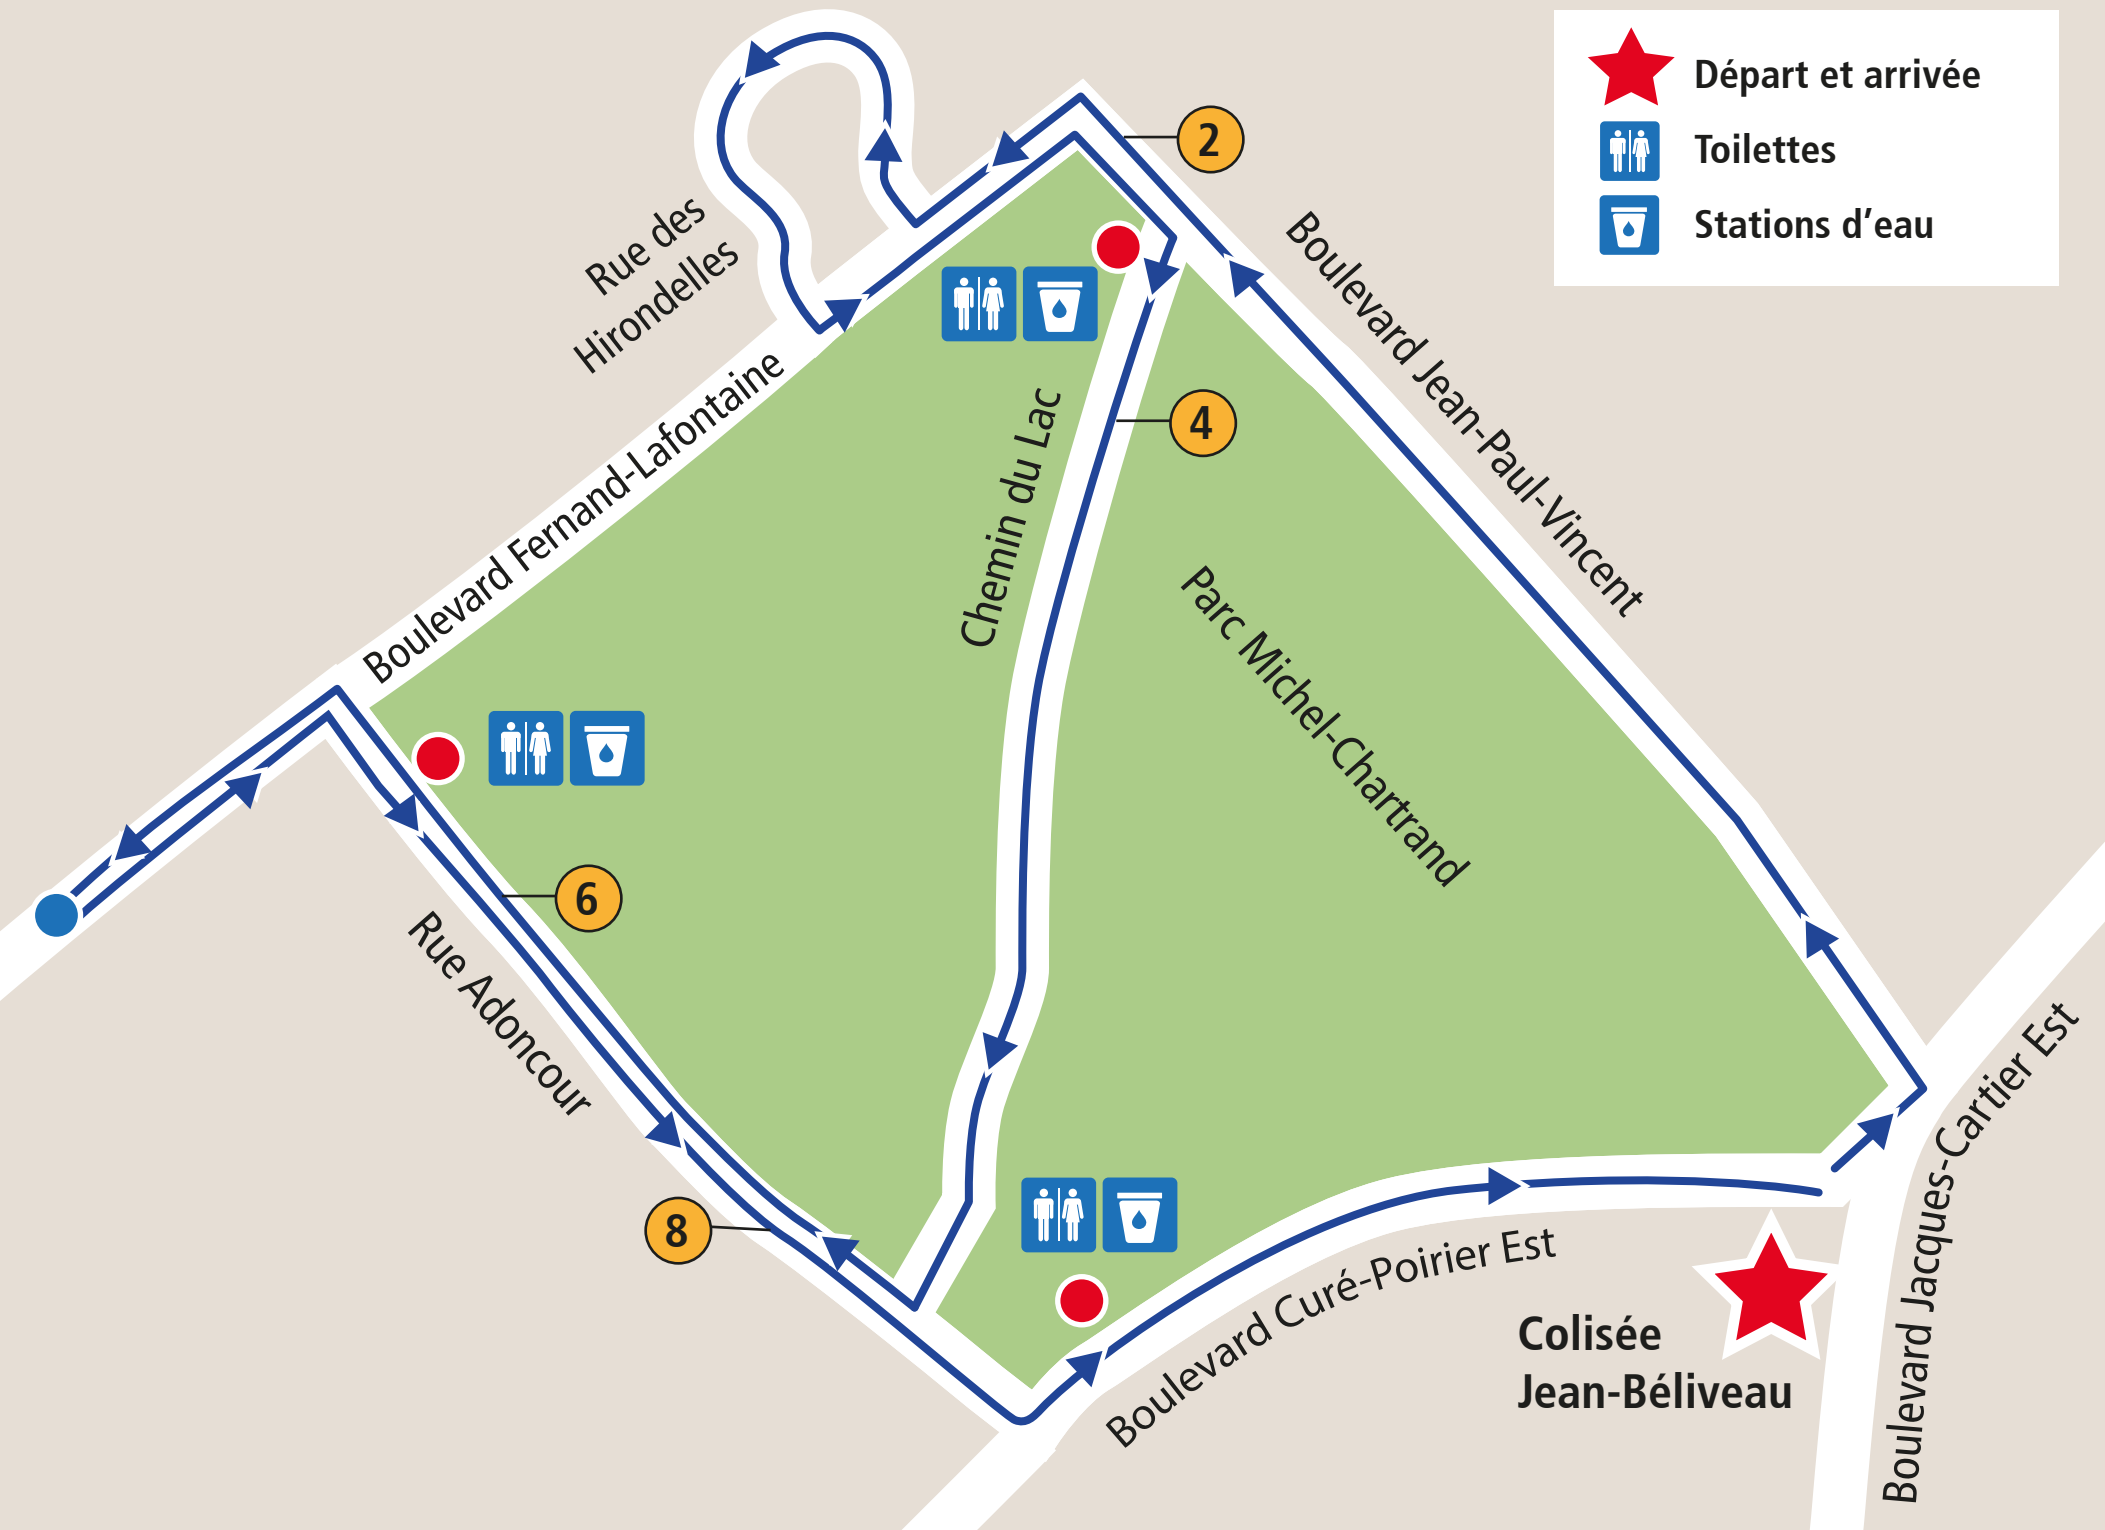 Départ et arrivée
Toilettes
Stations d’eau
2
Rue des
Hirondelles
Boulevard Jean-Paul-Vincent
4
Boulevard Fernand-Lafontaine
Chemin du Lac
Parc Michel-Chartrand
6
Rue Adoncour
8
Boulevard Curé-Poirier Est
Colisée
Jean-Béliveau
Boulevard Jacques-Cartier Est